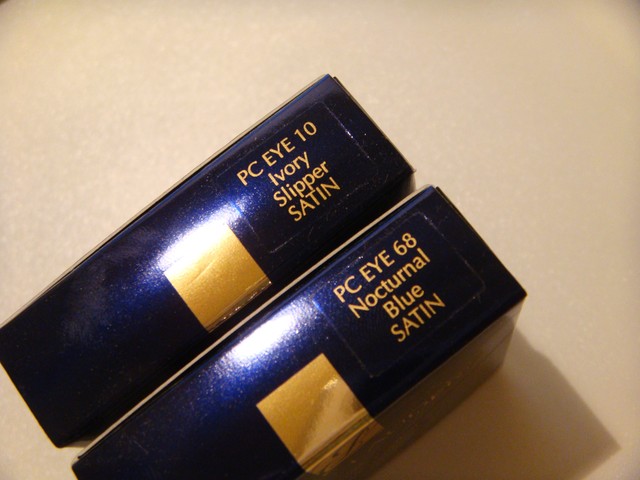 PC EYE 10
Ivory
Slipper
SATIN
PC EYE 68
Nocturnal
Blue
SATIN